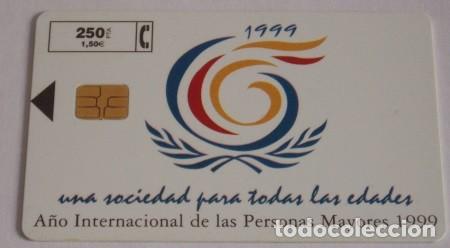 250 PTA
1,50€
1999
una sociedad para todas las edades
Año Internacional de las Personas Mayores 1999
todocoleccion.net